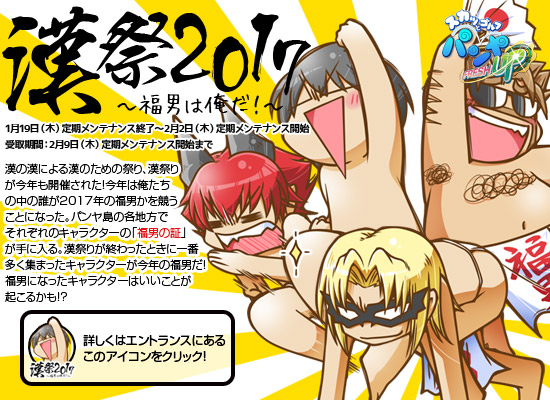 漢祭2017
～福男は俺だ!～
スカッとゴルフ
パンヤ
FRESH UP!
1月19日（木）定期メンテナンス終了～2月2日（木）定期メンテナンス開始
受取期間：2月9日（木）定期メンテナンス開始まで
漢の漢による漢のための祭り、漢祭り
が今年も開催された!今年は俺たち
の中の誰が2017年の福男かを競う
ことになった。パンヤ島の各地方で
それぞれのキャラクターの「福男の証」
が手に入る。漢祭りが終わったときに一番
多く集まったキャラクターが今年の福男だ!
福男になったキャラクターはいいことが
起こるかも!?
福男
漢祭2017
詳しくはエントランスにある
このアイコンをクリック!